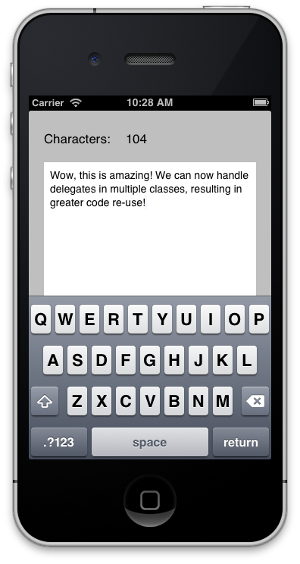 Carrier 10:28 AM
Characters: 104
Wow, this is amazing! We can now handle
delegates in multiple classes, resulting in
greater code re-use!
Q W E R T Y U I O P
A S D F G H J K L
Z X C V B N M
.?123 space return